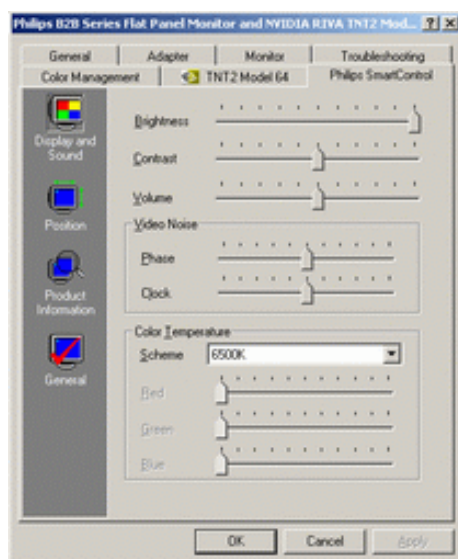 Philips B2B Series Flat Panel Monitor and NVIDIA RIVA TNT2 Mod...
General Adapter Monitor Troubleshooting
Color Management TNT2 Model 64 Philips SmartControl
Display and
Sound
Position
Product
Information
General
Brightness
Contrast
Volume
Video Noise
Phase
Clock
Color Temperature
Scheme 6500K
Red
Green
Blue
OK Cancel Apply